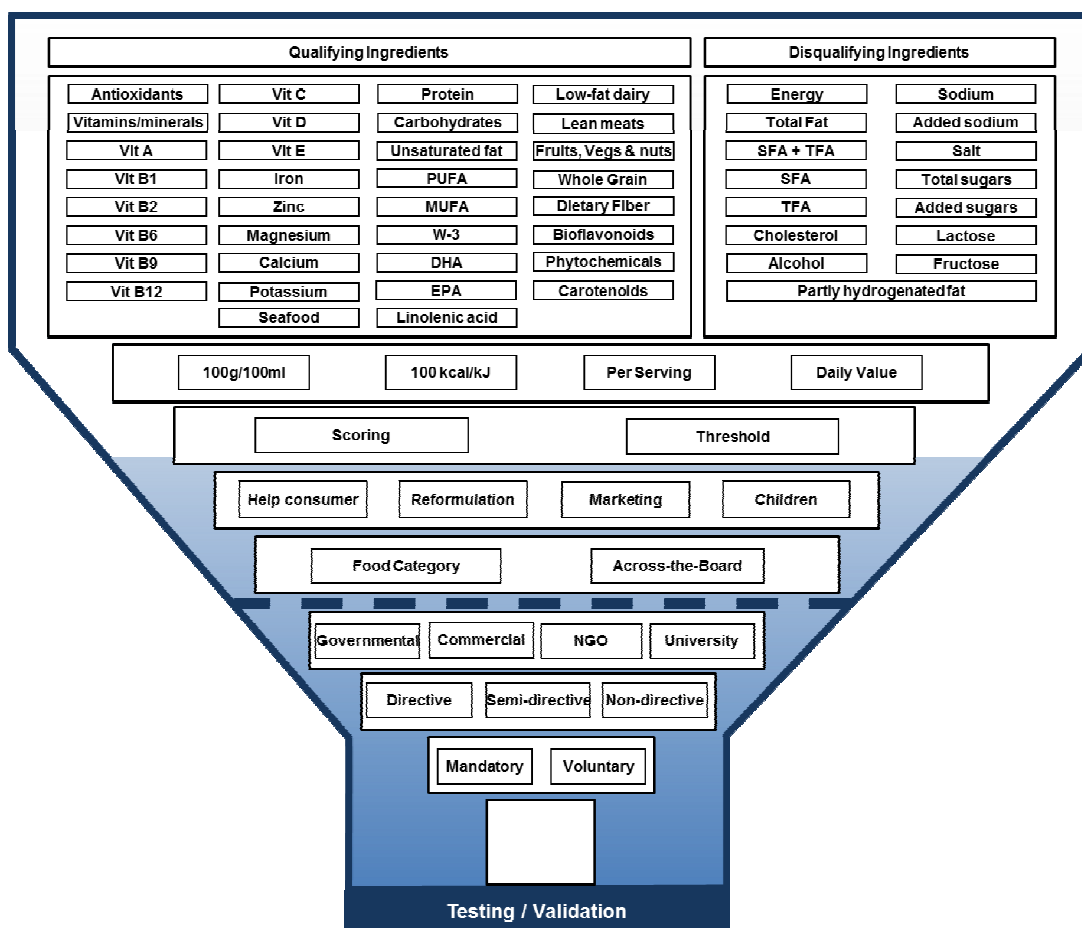 Qualifying Ingredients
Disqualifying Ingredients
Antioxidants
Vitamins/minerals
Vit A
Vit B1
Vit B2
Vit B6
Vit B9
Vit B12
Vit C
Vit D
Vit E
Iron
Zinc
Magnesium
Calcium
Potassium
Seafood
Protein
Carbohydrates
Unsaturated fat
PUFA
MUFA
W-3
DHA
EPA
Linolenic acid
Low-fat dairy
Lean meats
Fruits, Vegs & nuts
Whole Grain
Dietary Fiber
Bioflavonoids
Phytochemicals
Carotenoids
Energy
Total Fat
SFA + TFA
SFA
TFA
Cholesterol
Alcohol
Sodium
Added sodium
Salt
Total sugars
Added sugars
Lactose
Fructose
Partly hydrogenated fat
100g/100ml
100 kcal/kJ
Per Serving
Daily Value
Scoring
Threshold
Help consumer
Reformulation
Marketing
Children
Food Category
Across-the-Board
Governmental
Commercial
NGO
University
Directive
Semi-directive
Non-directive
Mandatory
Voluntary
Testing / Validation